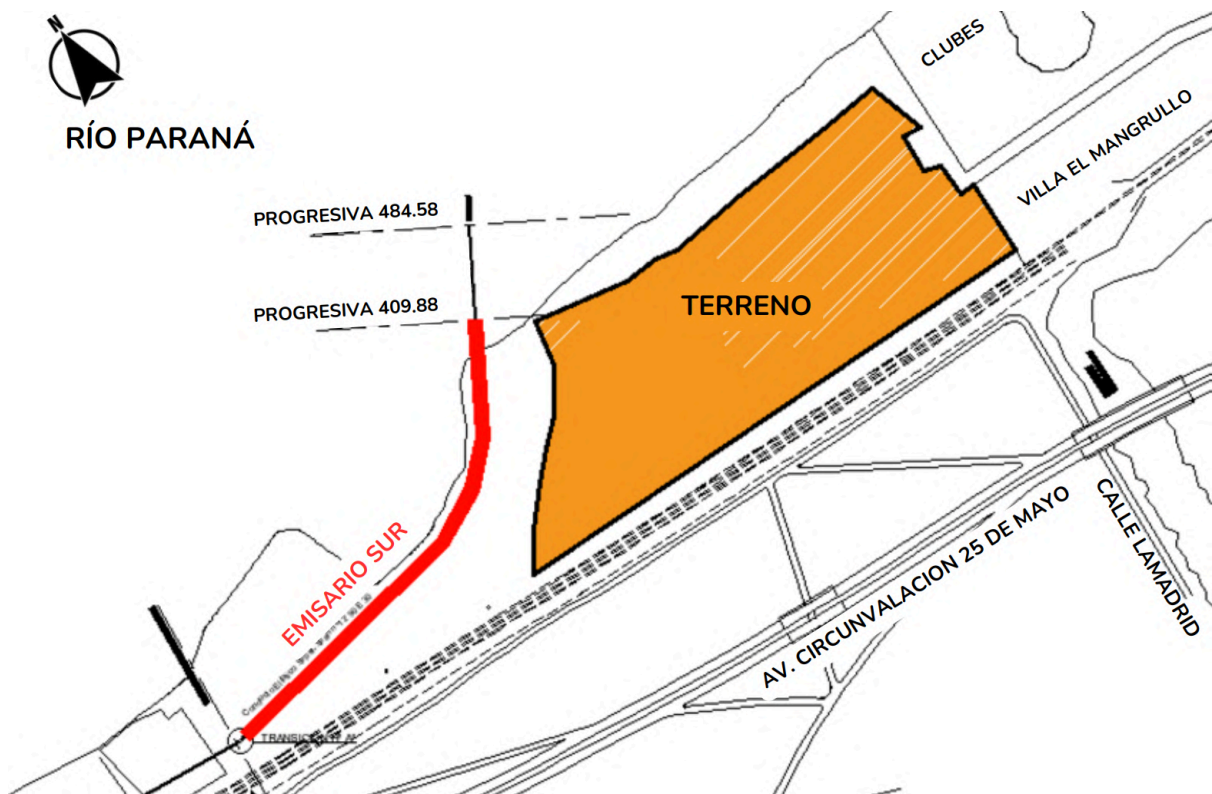 N
RÍO PARANÁ
CLUBES
VILLA EL MANGRULLO
PROGRESIVA 484.58
PROGRESIVA 409.88
TERRENO
EMISARIO SUR
AV. CIRCUNVALACION 25 DE MAYO
CALLE LAMADRID